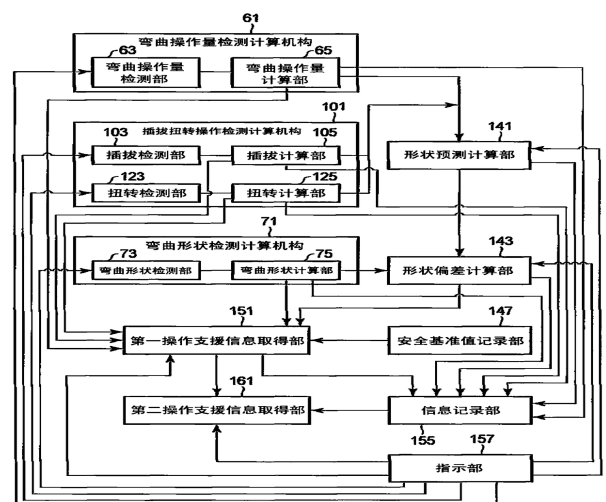 61
弯曲操作量检测计算机构
63
65
弯曲操作量
检测部
弯曲操作量
计算部
101
插拔扭转操作检测计算机构
103
105
141
插拔检测部
插拔计算部
形状预测计算部
123
125
扭转检测部
扭转计算部
71
弯曲形状检测计算机构
73
75
143
弯曲形状检测部
弯曲形状计算部
形状偏差计算部
151
147
第一操作支援信息取得部
安全基准值记录部
161
第二操作支援信息取得部
信息记录部
155
157
指示部